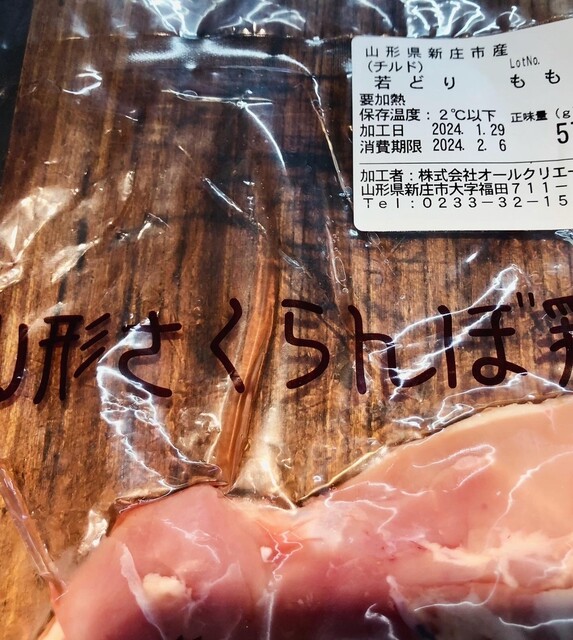 山形県新庄市産
(チルド) LotNo.
若どり もも
要加熱
保存温度：2℃以下 正味量(g
加工日 2024. 1.29
消費期限 2024. 2. 6
加工者：株式会社オールクリエー
山形県新庄市大字福田711－
Tel：0233－32－15
山形さくらんぼ鶏